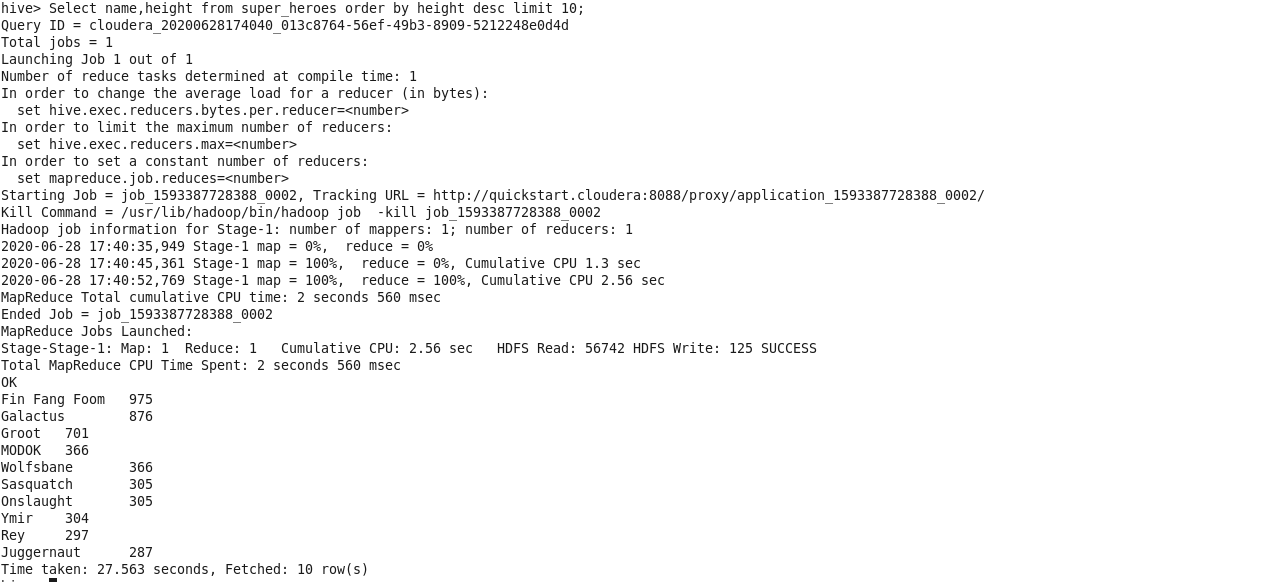 hive> Select name,height from super_heroes order by height desc limit 10;
Query ID = cloudera_20200628174040_013c8764-56ef-49b3-8909-5212248e0d4d
Total jobs = 1
Launching Job 1 out of 1
Number of reduce tasks determined at compile time: 1
In order to change the average load for a reducer (in bytes):
  set hive.exec.reducers.bytes.per.reducer=<number>
In order to limit the maximum number of reducers:
  set hive.exec.reducers.max=<number>
In order to set a constant number of reducers:
  set mapreduce.job.reduces=<number>
Starting Job = job_1593387728388_0002, Tracking URL = http://quickstart.cloudera:8088/proxy/application_1593387728388_0002/
Kill Command = /usr/lib/hadoop/bin/hadoop job  -kill job_1593387728388_0002
Hadoop job information for Stage-1: number of mappers: 1; number of reducers: 1
2020-06-28 17:40:35,949 Stage-1 map = 0%,  reduce = 0%
2020-06-28 17:40:45,361 Stage-1 map = 100%,  reduce = 0%, Cumulative CPU 1.3 sec
2020-06-28 17:40:52,769 Stage-1 map = 100%,  reduce = 100%, Cumulative CPU 2.56 sec
MapReduce Total cumulative CPU time: 2 seconds 560 msec
Ended Job = job_1593387728388_0002
MapReduce Jobs Launched:
Stage-Stage-1: Map: 1  Reduce: 1   Cumulative CPU: 2.56 sec   HDFS Read: 56742 HDFS Write: 125 SUCCESS
Total MapReduce CPU Time Spent: 2 seconds 560 msec
OK
Fin Fang Foom   975
Galactus        876
Groot   701
MODOK   366
Wolfsbane       366
Sasquatch       305
Onslaught       305
Ymir    304
Rey     297
Juggernaut      287
Time taken: 27.563 seconds, Fetched: 10 row(s)